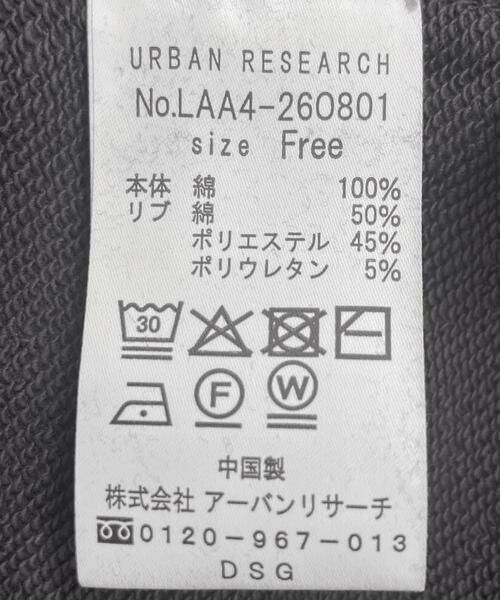 URBAN RESEARCH
No.LAA4-260801
size Free
本体 綿 100%
リブ 綿 50%
ポリエステル 45%
ポリウレタン 5%
30
F W
中国製
株式会社 アーバンリサーチ
0120-967-013
DSG